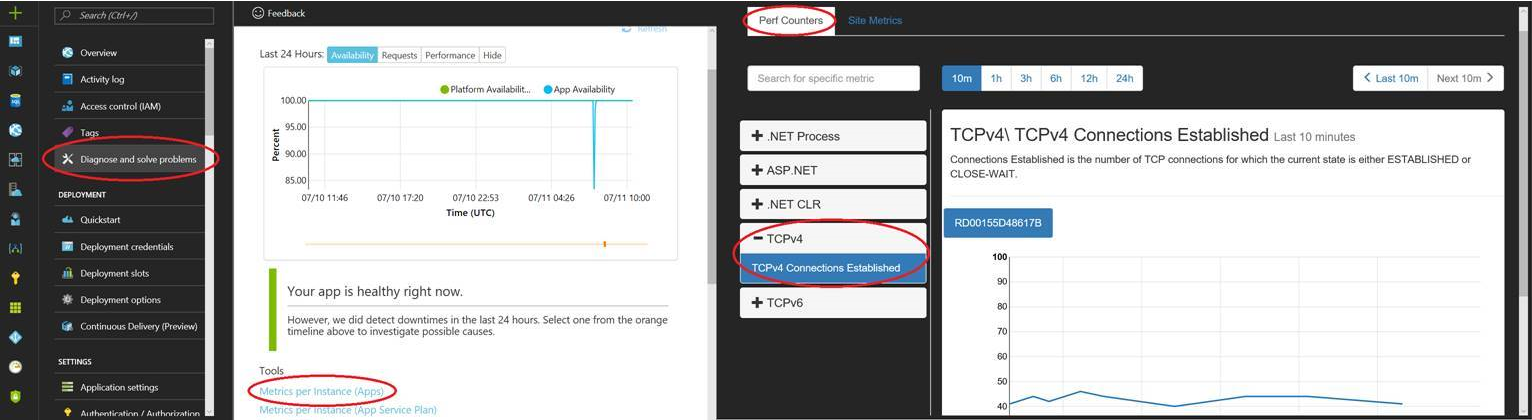 Search (Ctrl+/)
Overview
Activity log
Access control (IAM)
Tags
Diagnose and solve problems
DEPLOYMENT
Quickstart
Deployment credentials
Deployment slots
Deployment options
Continuous Delivery (Preview)
SETTINGS
Application settings
Authentication / Authorization
Feedback
Refresh
Last 24 Hours: Availability Requests Performance Hide
Platform Availabilit... App Availability
100.00
95.00
90.00
85.00
Percent
07/10 11:46 07/10 17:20 07/10 22:53 07/11 04:26 07/11 10:00
Time (UTC)
Your app is healthy right now.
However, we did detect downtimes in the last 24 hours. Select one from the orange
timeline above to investigate possible causes.
Tools
Metrics per Instance (Apps)
Metrics per Instance (App Service Plan)
Perf Counters Site Metrics
Search for specific metric
10m 1h 3h 6h 12h 24h
Last 10m Next 10m
.NET Process
ASP.NET
.NET CLR
TCPv4
TCPv4 Connections Established
TCPv6
TCPv4\ TCPv4 Connections Established Last 10 minutes
Connections Established is the number of TCP connections for which the current state is either ESTABLISHED or
CLOSE-WAIT.
RD00155D48617B
100
90
80
70
60
50
40